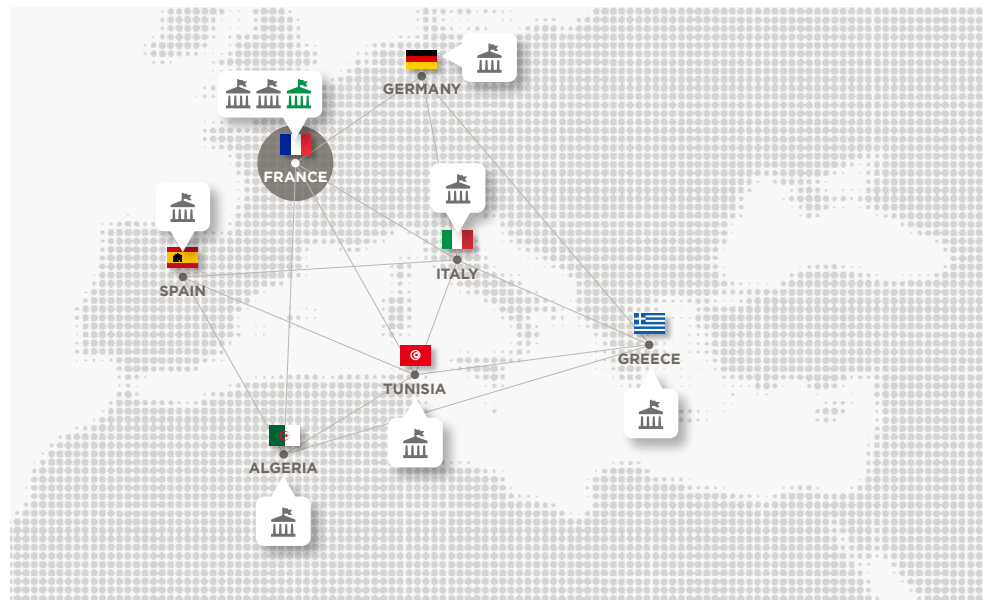 GERMANY
FRANCE
ITALY
SPAIN
GREECE
TUNISIA
ALGERIA